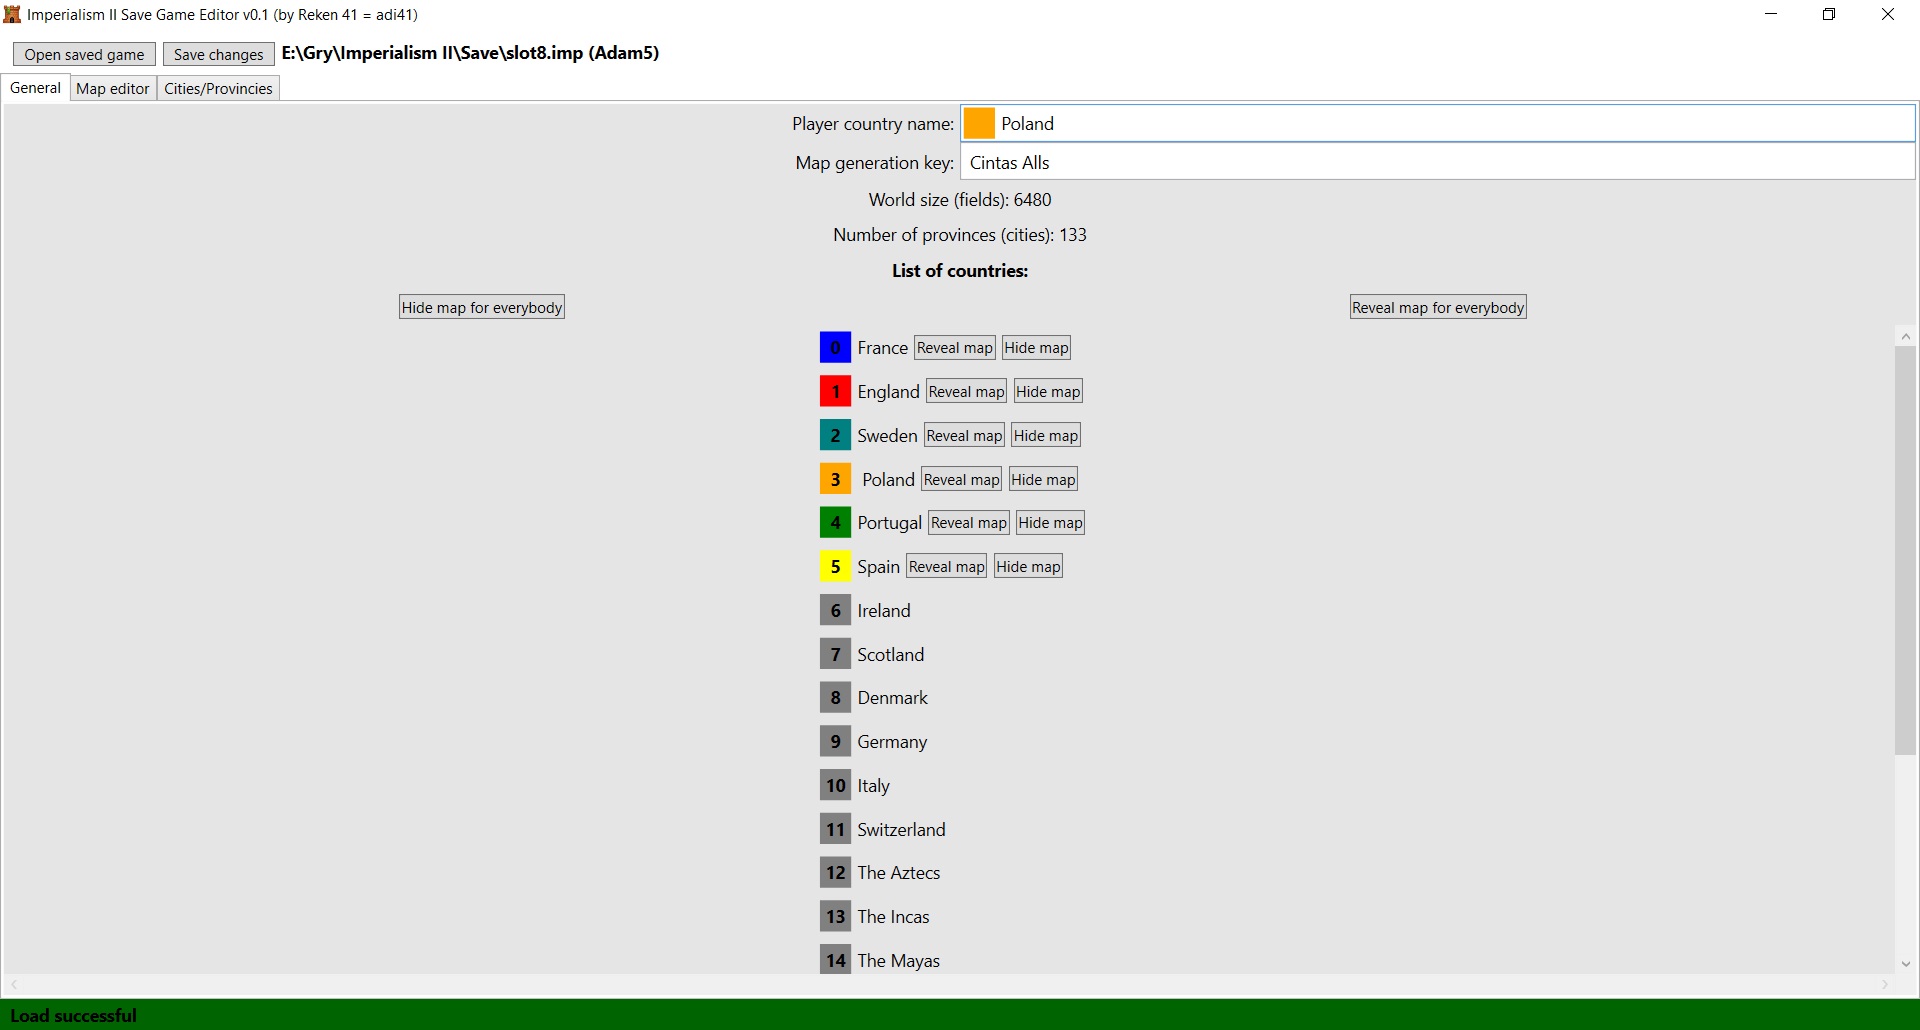 Imperialism II Save Game Editor v0.1 (by Reken 41 = adi41)
Open saved game Save changes E:\Gry\Imperialism II\Save\slot8.imp (Adam5)
General Map editor Cities/Provincies
Player country name: Poland
Map generation key: Cintas Alls
World size (fields): 6480
Number of provinces (cities): 133
List of countries:
Hide map for everybody Reveal map for everybody
0 France Reveal map Hide map
1 England Reveal map Hide map
2 Sweden Reveal map Hide map
3 Poland Reveal map Hide map
4 Portugal Reveal map Hide map
5 Spain Reveal map Hide map
6 Ireland
7 Scotland
8 Denmark
9 Germany
10 Italy
11 Switzerland
12 The Aztecs
13 The Incas
14 The Mayas
Load successful